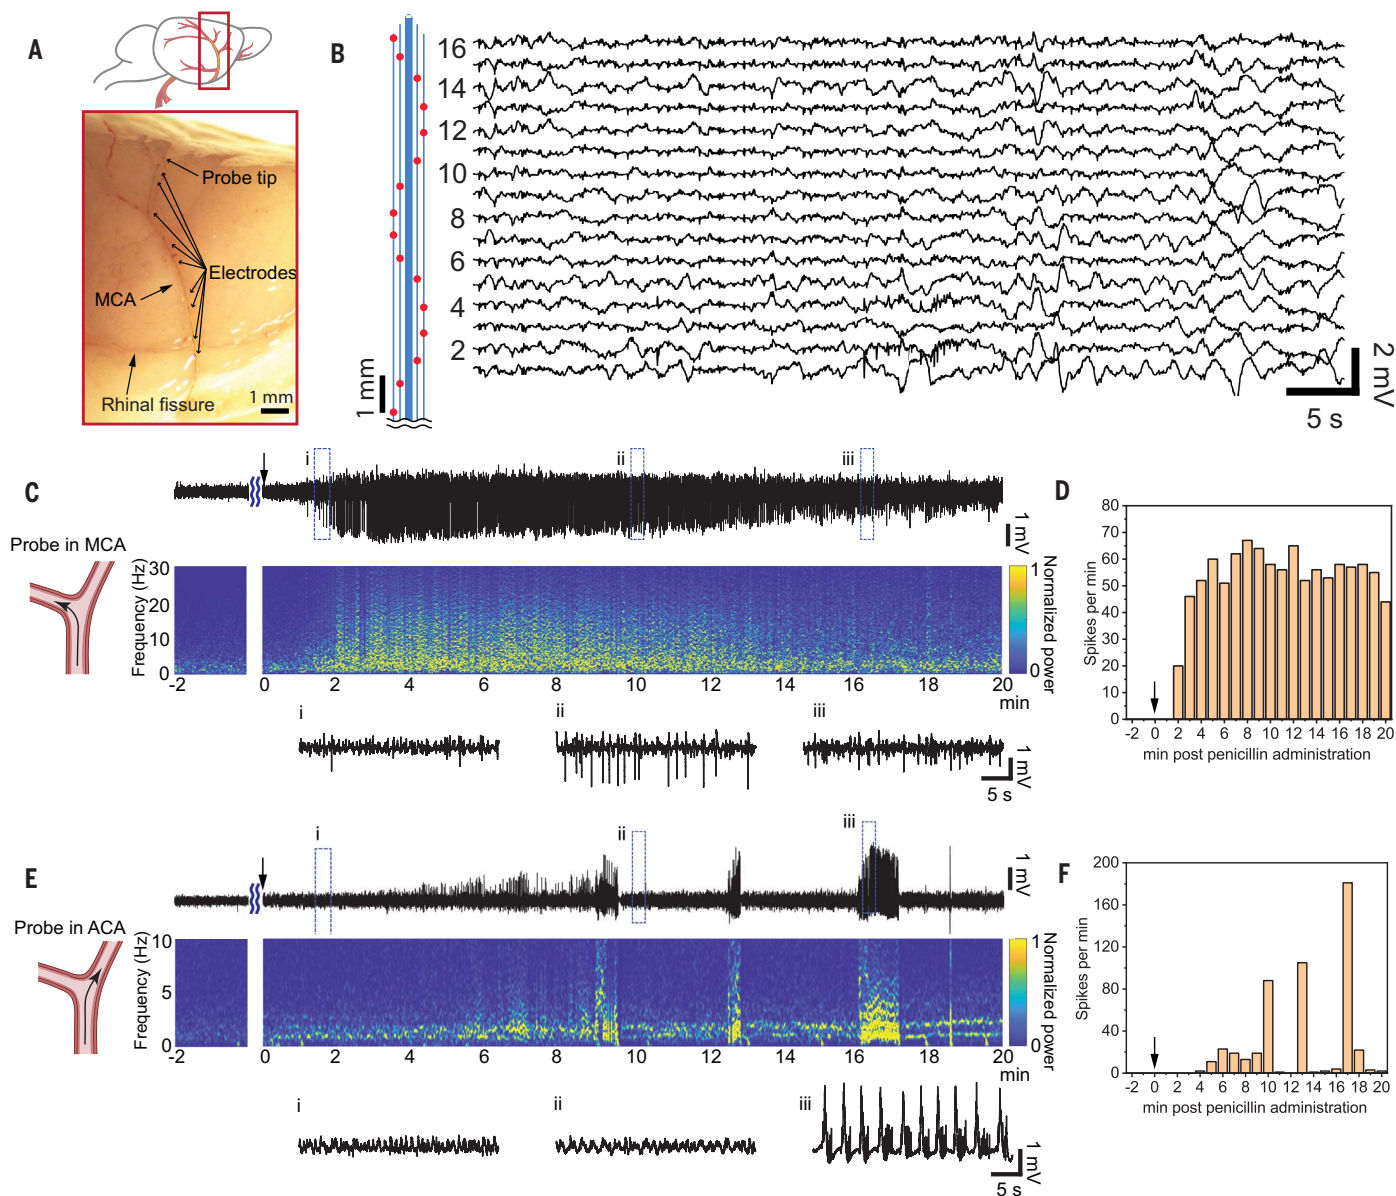 A
Probe tip
Electrodes
MCA
Rhinal fissure
1 mm
B
1 mm
16
14
12
10
8
6
4
2
2 mV
5 s
C
Probe in MCA
i
ii
iii
1 mV
Frequency (Hz)
30
20
10
0
-2
0
2
4
6
8
10
12
14
16
18
20
min
1
0
Normalized power
i
ii
iii
1 mV
5 s
D
Spikes per min
80
70
60
50
40
30
20
10
0
-2 0 2 4 6 8 10 12 14 16 18 20
min post penicillin administration
E
Probe in ACA
i
ii
iii
1 mV
Frequency (Hz)
10
5
0
-2
0
2
4
6
8
10
12
14
16
18
20
min
1
0
Normalized power
i
ii
iii
1 mV
5 s
F
Spikes per min
200
160
120
80
40
0
-2 0 2 4 6 8 10 12 14 16 18 20
min post penicillin administration